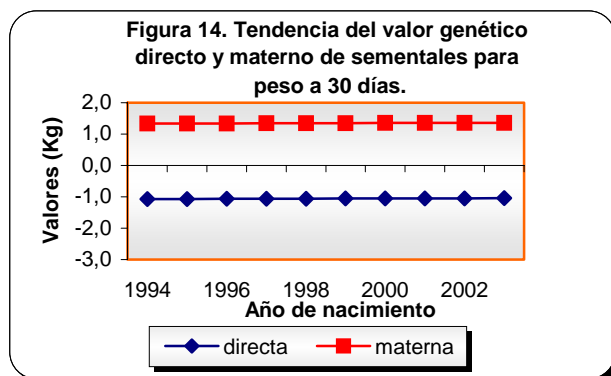 Figura 14. Tendencia del valor genético
directo y materno de sementales para
peso a 30 días.
Valores (Kg)
2,0
1,0
0,0
-1,0
-2,0
-3,0
1994 1996 1998 2000 2002
Año de nacimiento
directa materna